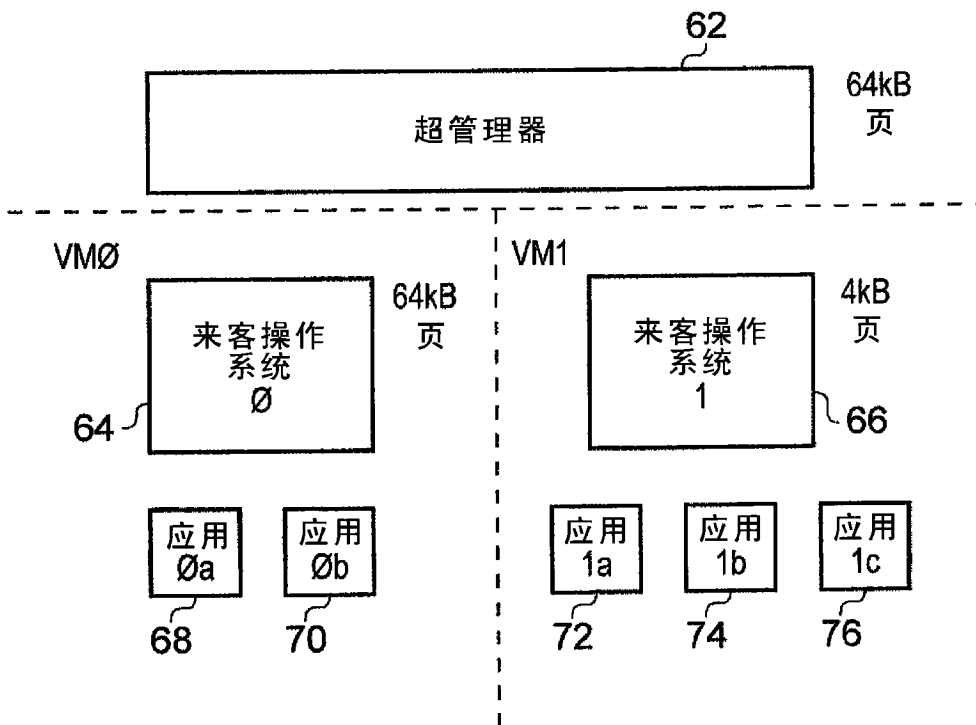 62
超管理器
64kB
页
VMØ
来客操作
系统
Ø
64kB
页
64
VM1
来客操作
系统
1
4kB
页
66
应用
Øa
68
应用
Øb
70
应用
1a
72
应用
1b
74
应用
1c
76